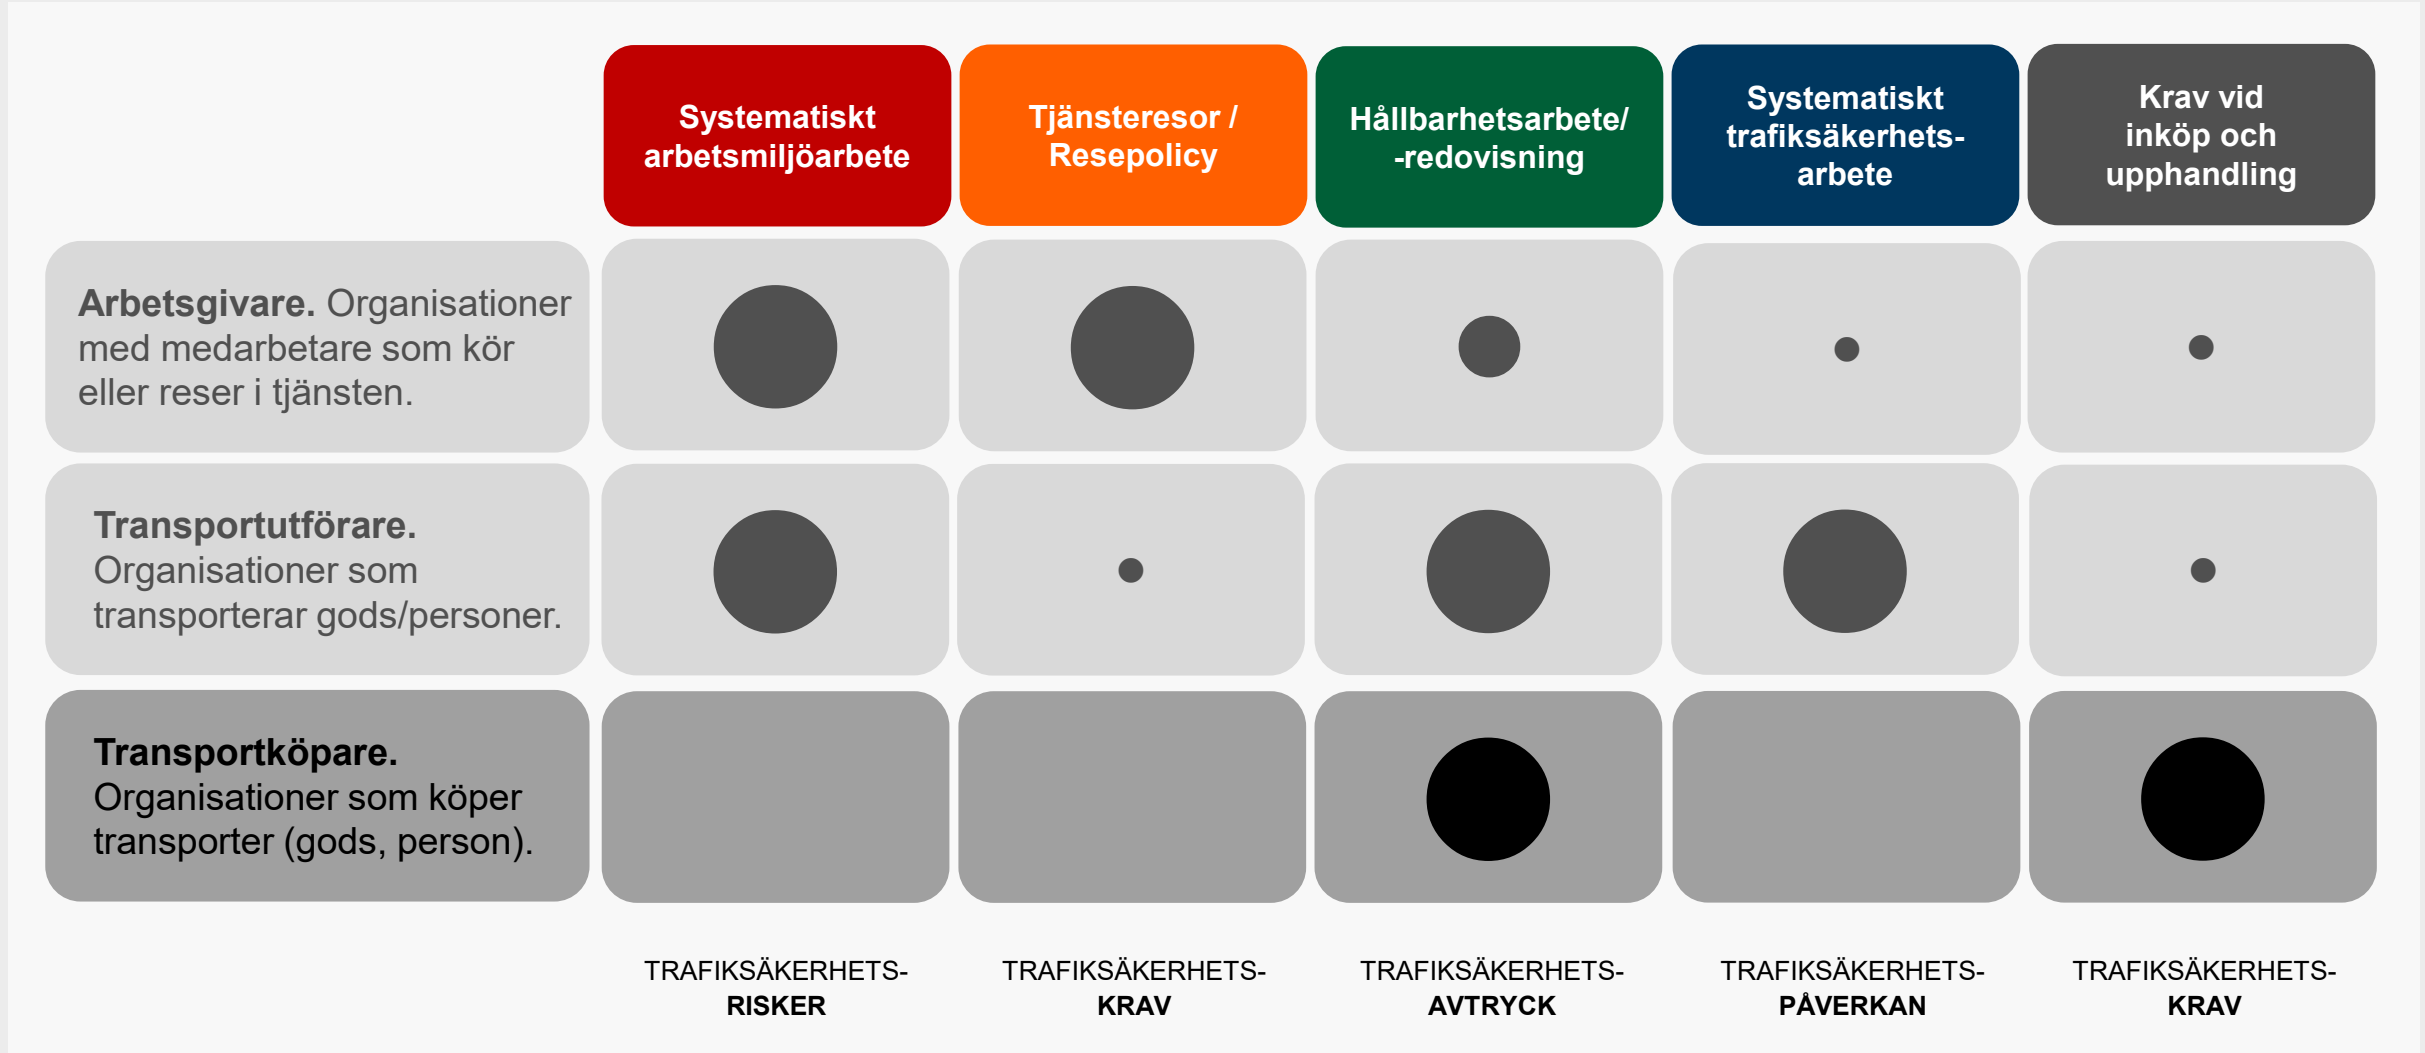 Systematiskt
arbetsmiljöarbete
Tjänsteresor /
Resepolicy
Hållbarhetsarbete/
-redovisning
Systematiskt
trafiksäkerhets-
arbete
Krav vid
inköp och
upphandling
Arbetsgivare. Organisationer
med medarbetare som kör
eller reser i tjänsten.
Transportutförare.
Organisationer som
transporterar gods/personer.
Transportköpare.
Organisationer som köper
transporter (gods, person).
TRAFIKSÄKERHETS-
RISKER
TRAFIKSÄKERHETS-
KRAV
TRAFIKSÄKERHETS-
AVTRYCK
TRAFIKSÄKERHETS-
PÅVERKAN
TRAFIKSÄKERHETS-
KRAV